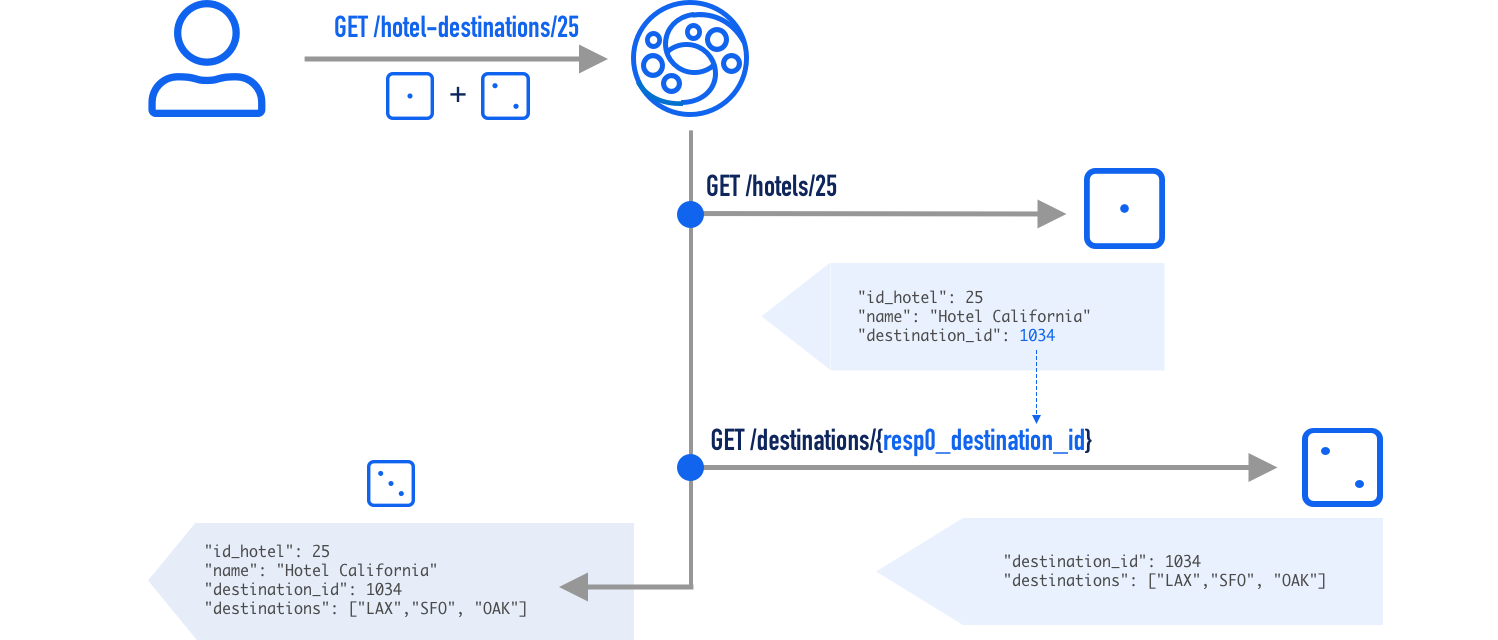 GET /hotel-destinations/25
+
GET /hotels/25
"id_hotel": 25
"name": "Hotel California"
"destination_id": 1034
GET /destinations/{resp0_destination_id}
"id_hotel": 25
"name": "Hotel California"
"destination_id": 1034
"destinations": ["LAX","SFO", "OAK"]
"destination_id": 1034
"destinations": ["LAX","SFO", "OAK"]